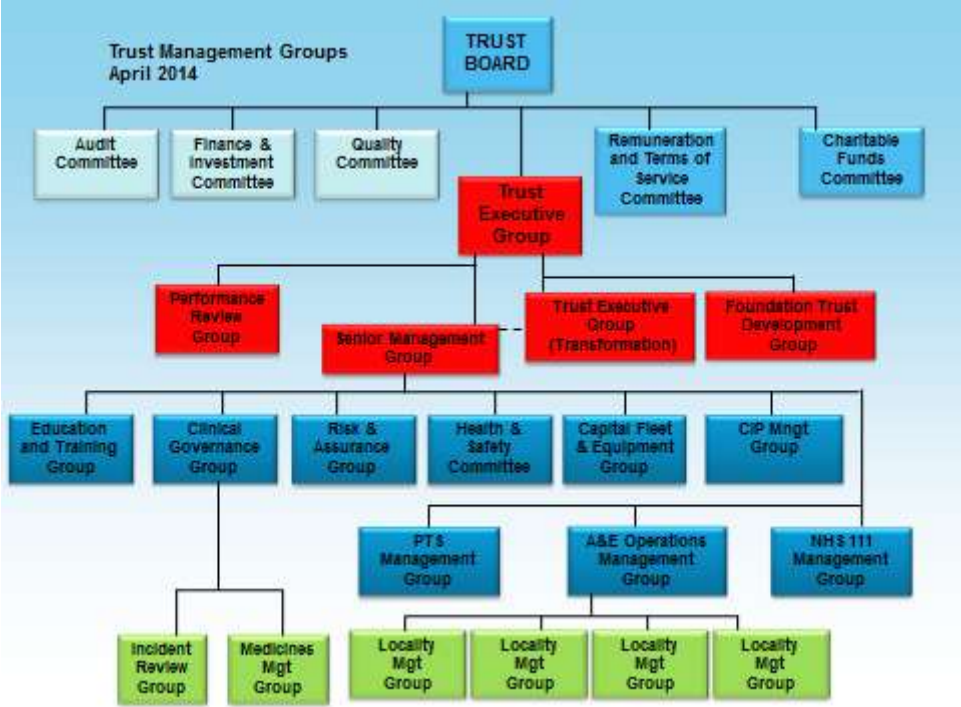 Trust Management Groups
April 2014
TRUST
BOARD
Audit
Committee
Finance &
Investment
Committee
Quality
Committee
Remuneration
and Terms of
Service
Committee
Charitable
Funds
Committee
Trust
Executive
Group
Performance
Review
Group
Senior Management
Group
Trust Executive
Group
(Transformation)
Foundation Trust
Development
Group
Education
and Training
Group
Clinical
Governance
Group
Risk &
Assurance
Group
Health &
Safety
Committee
Capital Fleet
& Equipment
Group
CIP Mngt
Group
PTS
Management
Group
A&E Operations
Management
Group
NHS 111
Management
Group
Incident
Review
Group
Medicines
Mgt
Group
Locality
Mgt
Group
Locality
Mgt
Group
Locality
Mgt
Group
Locality
Mgt
Group